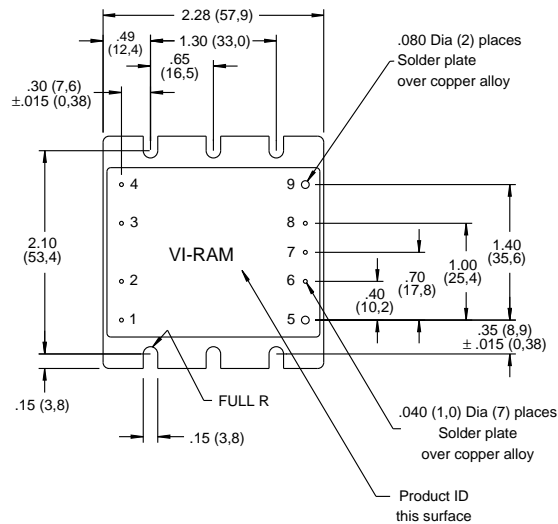 2.28 (57,9)
.49
(12,4)
1.30 (33,0)
.65
(16,5)
.30 (7,6)
±.015 (0,38)
.080 Dia (2) places
Solder plate
over copper alloy
4
3
2
1
9
8
7
6
5
VI-RAM
2.10
(53,4)
1.40
(35,6)
1.00
(25,4)
.70
(17,8)
.40
(10,2)
.35 (8,9)
± .015 (0,38)
.15 (3,8)
FULL R
.15 (3,8)
.040 (1,0) Dia (7) places
Solder plate
over copper alloy
Product ID
this surface